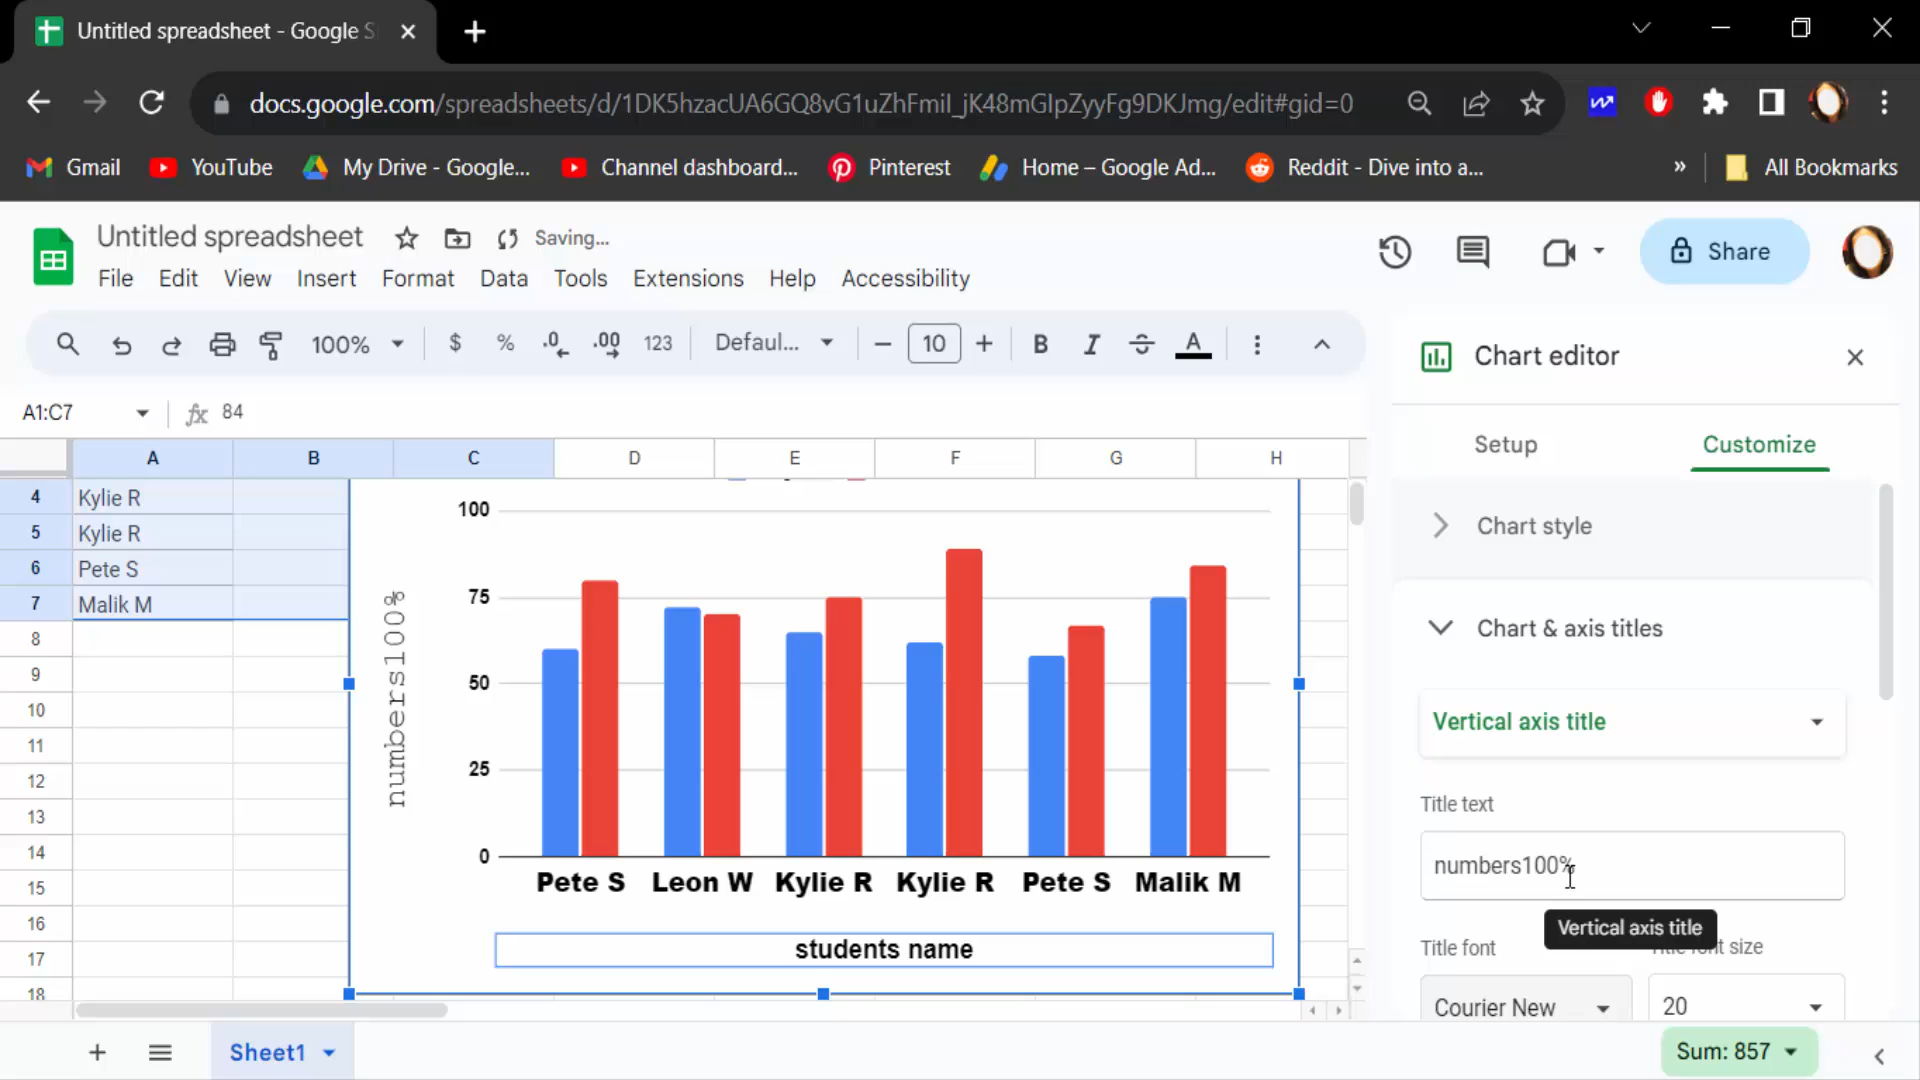 Untitled spreadsheet - Google S
docs.google.com/spreadsheets/d/1DK5hzacUA6GQ8vG1uZhFmiI_jK48mGIpZyyFg9DKJmg/edit#gid=0
Gmail YouTube My Drive - Google... Channel dashboard... Pinterest Home – Google Ad... Reddit - Dive into a... » All Bookmarks
Untitled spreadsheet Saving...
File Edit View Insert Format Data Tools Extensions Help Accessibility
Share
100% $ % .0 .00 123 Defaul... 10 B I A
Chart editor
A1:C7 fx 84
Setup Customize
A B C D E F G H
4 Kylie R
5 Kylie R
6 Pete S
7 Malik M
8
9
10
11
12
13
14
15
16
17
18
100
75
50
25
0
numbers100%
Pete S Leon W Kylie R Kylie R Pete S Malik M
students name
Chart style
Chart & axis titles
Vertical axis title
Title text
numbers100%
Vertical axis title
Title font
font size
Courier New
20
Sheet1
Sum: 857